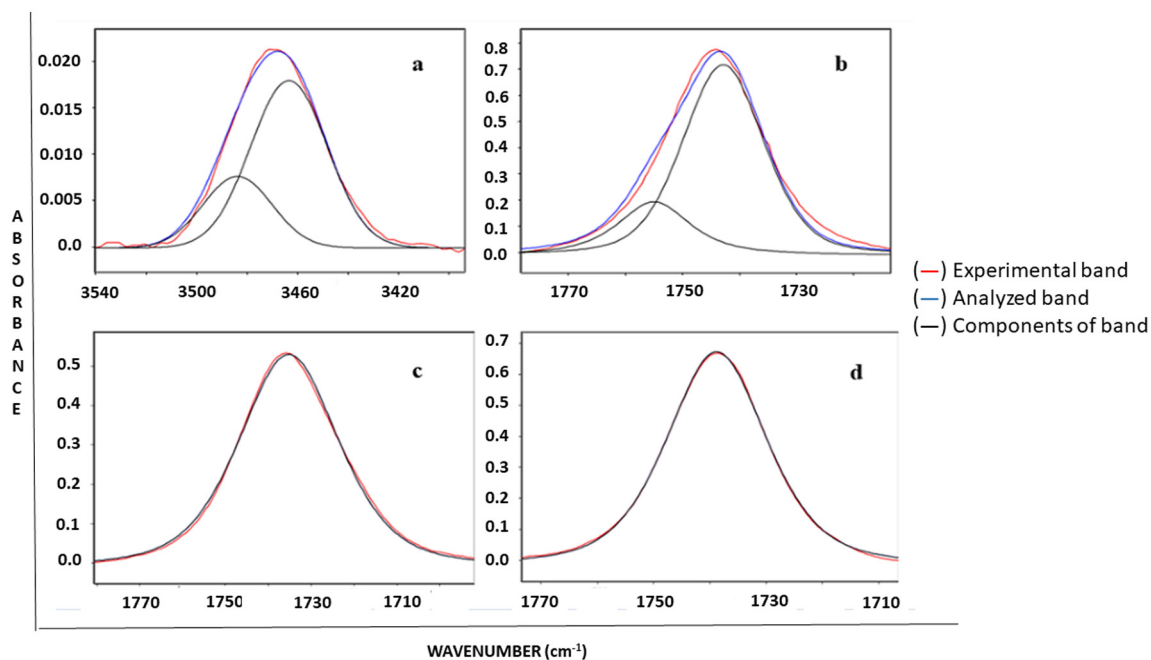 a
0.020
0.015
0.010
0.005
0.0
3540 3500 3460 3420
b
0.8
0.7
0.6
0.5
0.4
0.3
0.2
0.1
0.0
1770 1750 1730
(—) Experimental band
(—) Analyzed band
(—) Components of band
ABSORBANCE
c
0.5
0.4
0.3
0.2
0.1
0.0
1770 1750 1730 1710
d
0.7
0.6
0.5
0.4
0.3
0.2
0.1
0.0
1770 1750 1730 1710
WAVENUMBER (cm⁻¹)